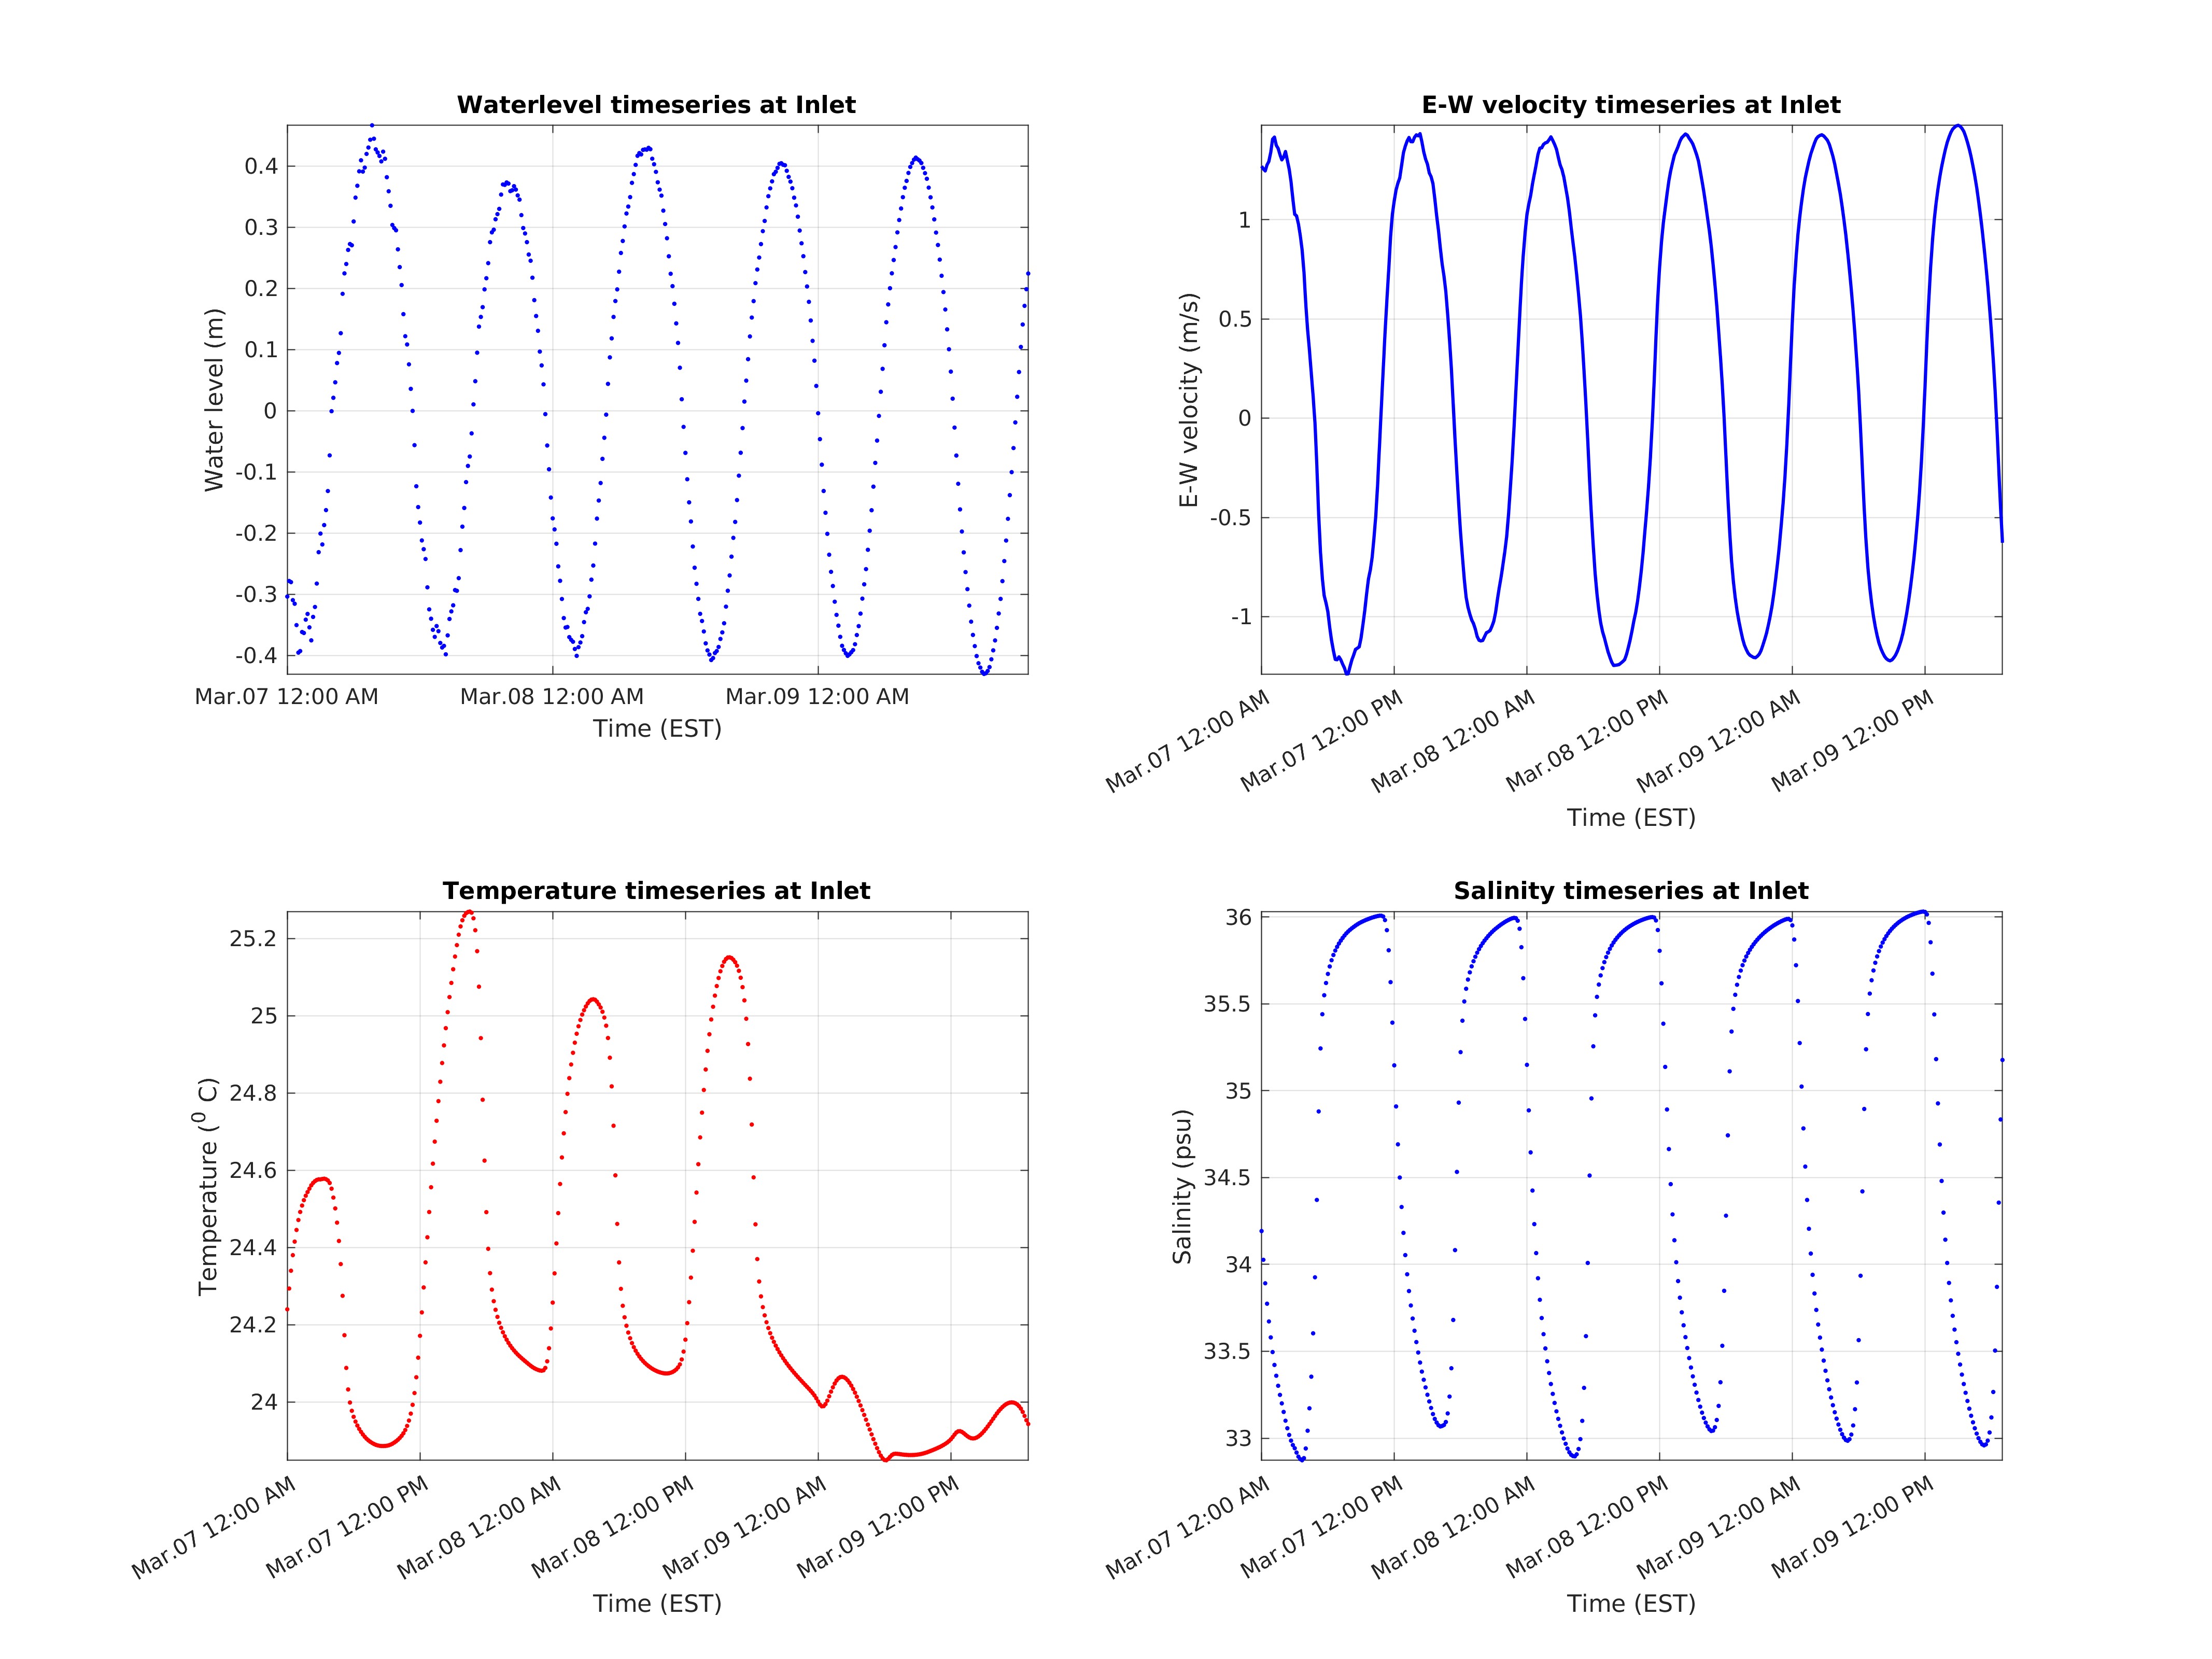 Waterlevel timeseries at Inlet
0.4
0.3
0.2
0.1
0
-0.1
-0.2
-0.3
-0.4
Water level (m)
Mar.07 12:00 AM
Mar.08 12:00 AM
Mar.09 12:00 AM
Time (EST)
E-W velocity timeseries at Inlet
1
0.5
0
-0.5
-1
E-W velocity (m/s)
Mar.07 12:00 AM
Mar.07 12:00 PM
Mar.08 12:00 AM
Mar.08 12:00 PM
Mar.09 12:00 AM
Mar.09 12:00 PM
Time (EST)
Temperature timeseries at Inlet
25.2
25
24.8
24.6
24.4
24.2
24
Temperature (⁰ C)
Mar.07 12:00 AM
Mar.07 12:00 PM
Mar.08 12:00 AM
Mar.08 12:00 PM
Mar.09 12:00 AM
Mar.09 12:00 PM
Time (EST)
Salinity timeseries at Inlet
36
35.5
35
34.5
34
33.5
33
Salinity (psu)
Mar.07 12:00 AM
Mar.07 12:00 PM
Mar.08 12:00 AM
Mar.08 12:00 PM
Mar.09 12:00 AM
Mar.09 12:00 PM
Time (EST)